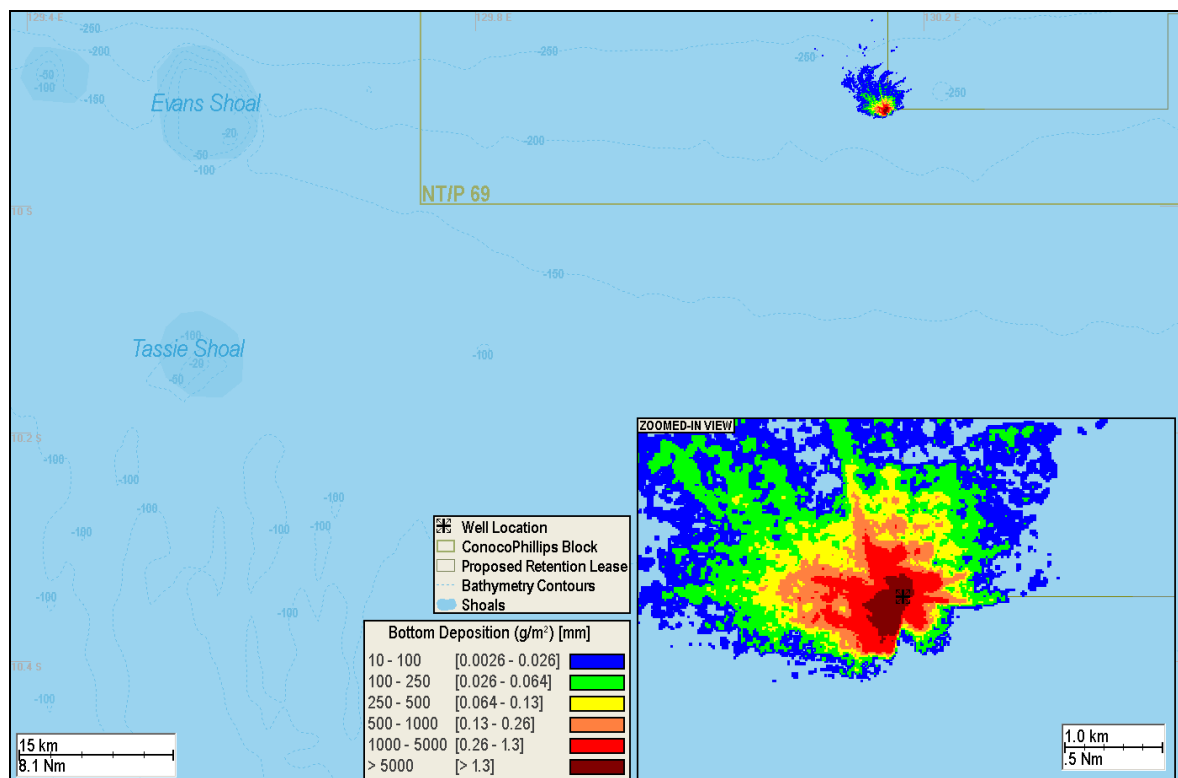 129.4 E
129.8 E
130.2 E
-250
-200
-50
-100
-150
Evans Shoal
-20
-50
-100
-250
-250
-250
-200
NT/P 69
10 S
-150
Tassie Shoal
-100
-20
-50
-100
10.2 S
-100
-100
-100
-100
-100
-100
-100
-100
-100
10.4 S
-100
Well Location
ConocoPhillips Block
Proposed Retention Lease
Bathymetry Contours
Shoals
Bottom Deposition (g/m²) [mm]
10 - 100 [0.0026 - 0.026]
100 - 250 [0.026 - 0.064]
250 - 500 [0.064 - 0.13]
500 - 1000 [0.13 - 0.26]
1000 - 5000 [0.26 - 1.3]
> 5000 [> 1.3]
15 km
8.1 Nm
ZOOMED-IN VIEW
1.0 km
.5 Nm